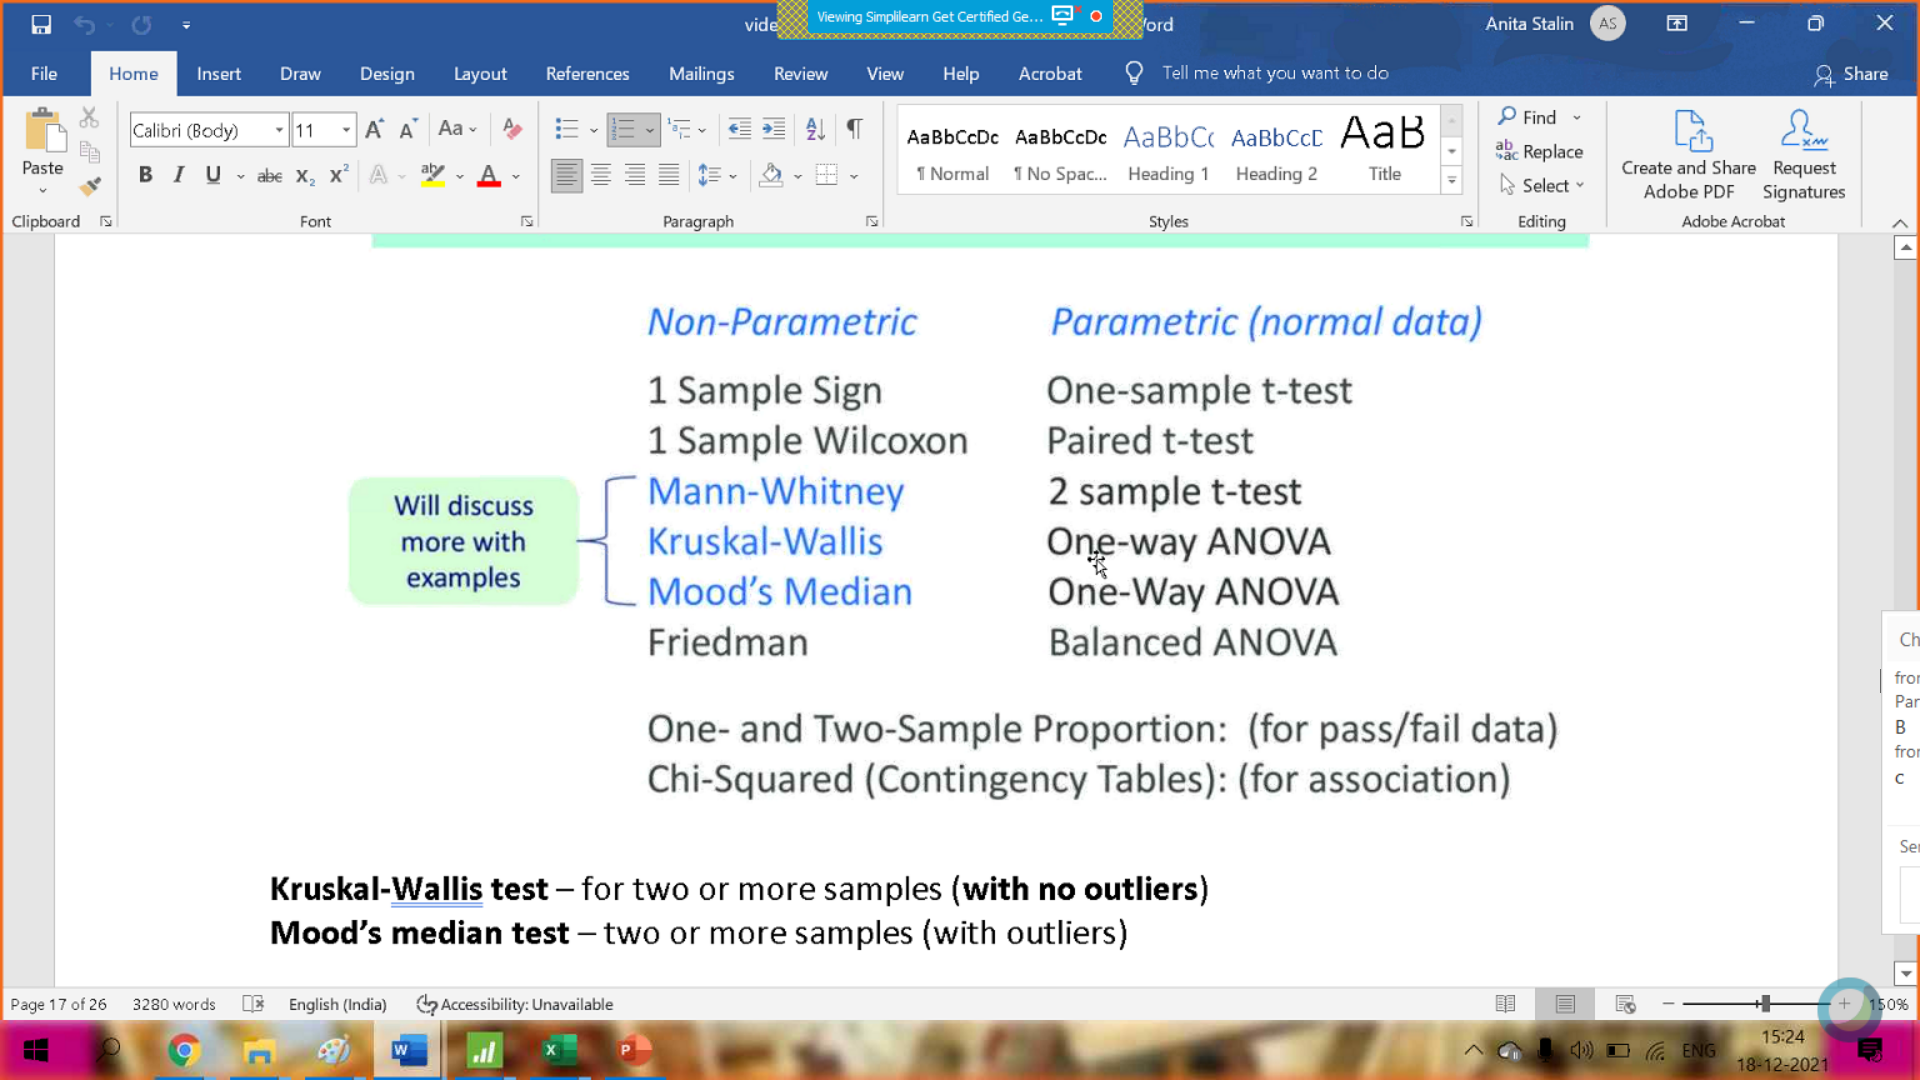 vide
Viewing Simplilearn Get Certified Ge...
ord
Anita Stalin
AS
File
Home
Insert
Draw
Design
Layout
References
Mailings
Review
View
Help
Acrobat
Tell me what you want to do
Share
Paste
Clipboard
Calibri (Body)
11
Font
Paragraph
AaBbCcDc
¶ Normal
AaBbCcDc
¶ No Spac...
AaBbCc
Heading 1
AaBbCcD
Heading 2
AaB
Title
Styles
Find
Replace
Select
Editing
Create and Share
Adobe PDF
Request
Signatures
Adobe Acrobat
Non-Parametric Parametric (normal data)
1 Sample Sign One-sample t-test
1 Sample Wilcoxon Paired t-test
Mann-Whitney 2 sample t-test
Kruskal-Wallis One-way ANOVA
Mood's Median One-Way ANOVA
Friedman Balanced ANOVA
Will discuss
more with
examples
One- and Two-Sample Proportion: (for pass/fail data)
Chi-Squared (Contingency Tables): (for association)
Kruskal-Wallis test – for two or more samples (with no outliers)
Mood's median test – two or more samples (with outliers)
Ch
fror
Par
B
fror
c
Ser
Page 17 of 26
3280 words
English (India)
Accessibility: Unavailable
150%
ENG
15:24
18-12-2021